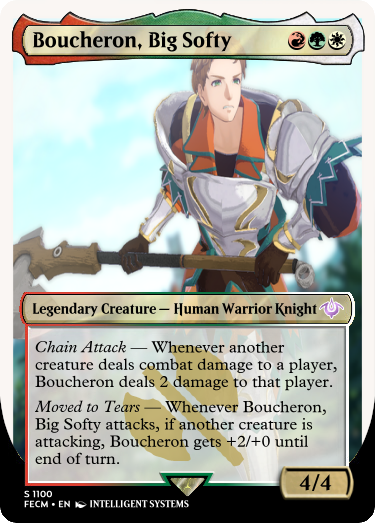 Boucheron, Big Softy
Legendary Creature — Human Warrior Knight
Chain Attack — Whenever another
creature deals combat damage to a player,
Boucheron deals 2 damage to that player.
Moved to Tears — Whenever Boucheron,
Big Softy attacks, if another creature is
attacking, Boucheron gets +2/+0 until
end of turn.
4/4
S 1100
FECM • EN INTELLIGENT SYSTEMS